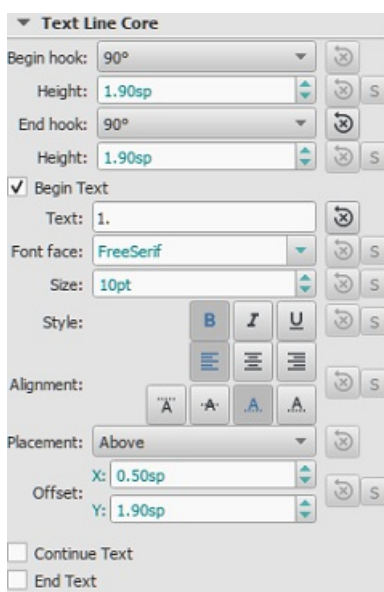 Text Line Core
Begin hook: 90°
Height: 1.90sp S
End hook: 90°
Height: 1.90sp S
Begin Text
Text: 1.
Font face: FreeSerif S
Size: 10pt S
Style: B I U S
Alignment: A A A A S
Placement: Above
Offset: X: 0.50sp S
Y: 1.90sp
Continue Text
End Text